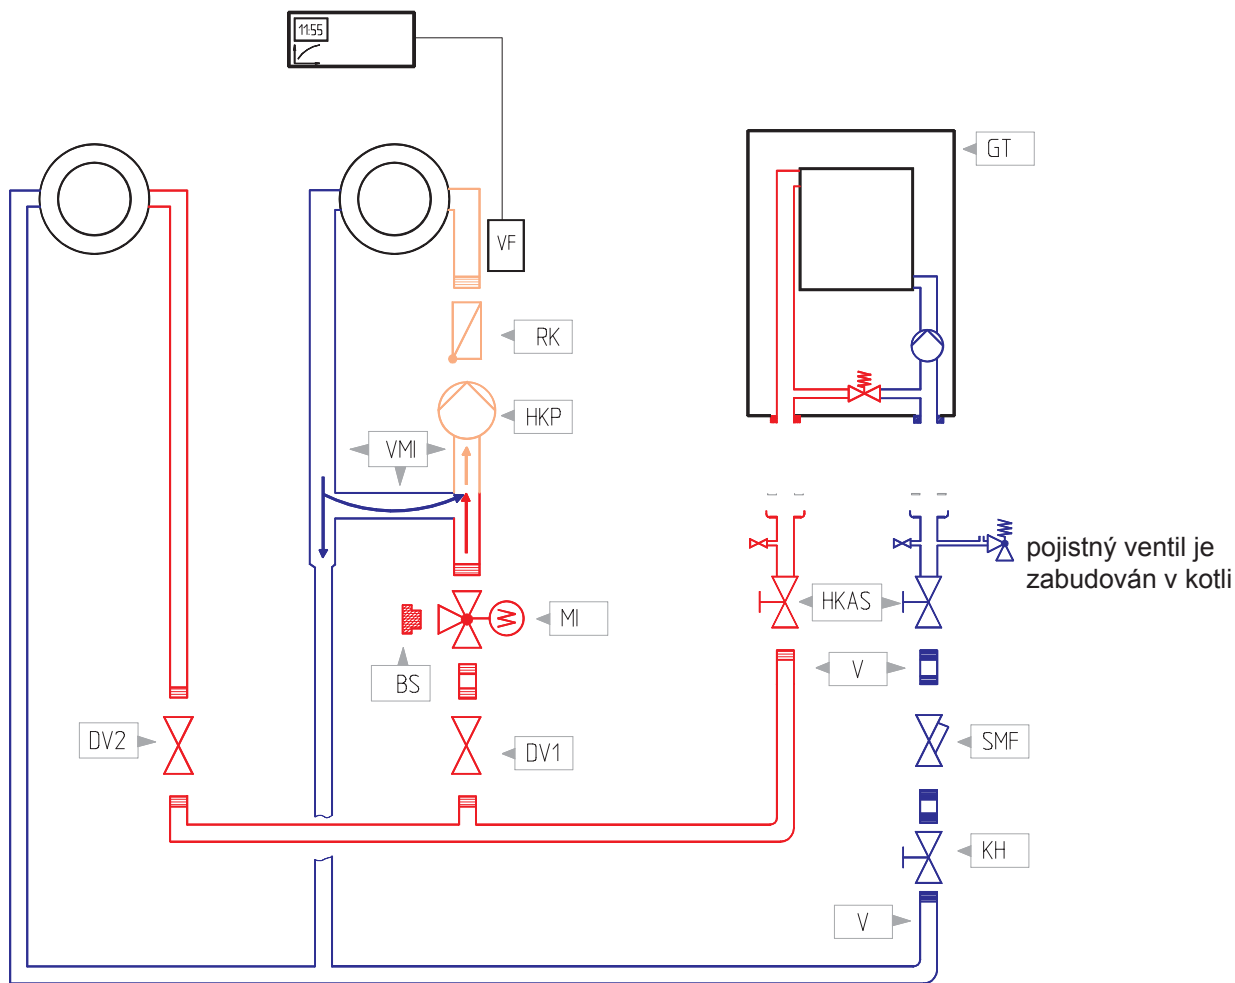 11:55
GT
VF
RK
HKP
VMI
pojistný ventil je
zabudován v kotli
HKAS
MI
V
BS
DV2
DV1
SMF
KH
V